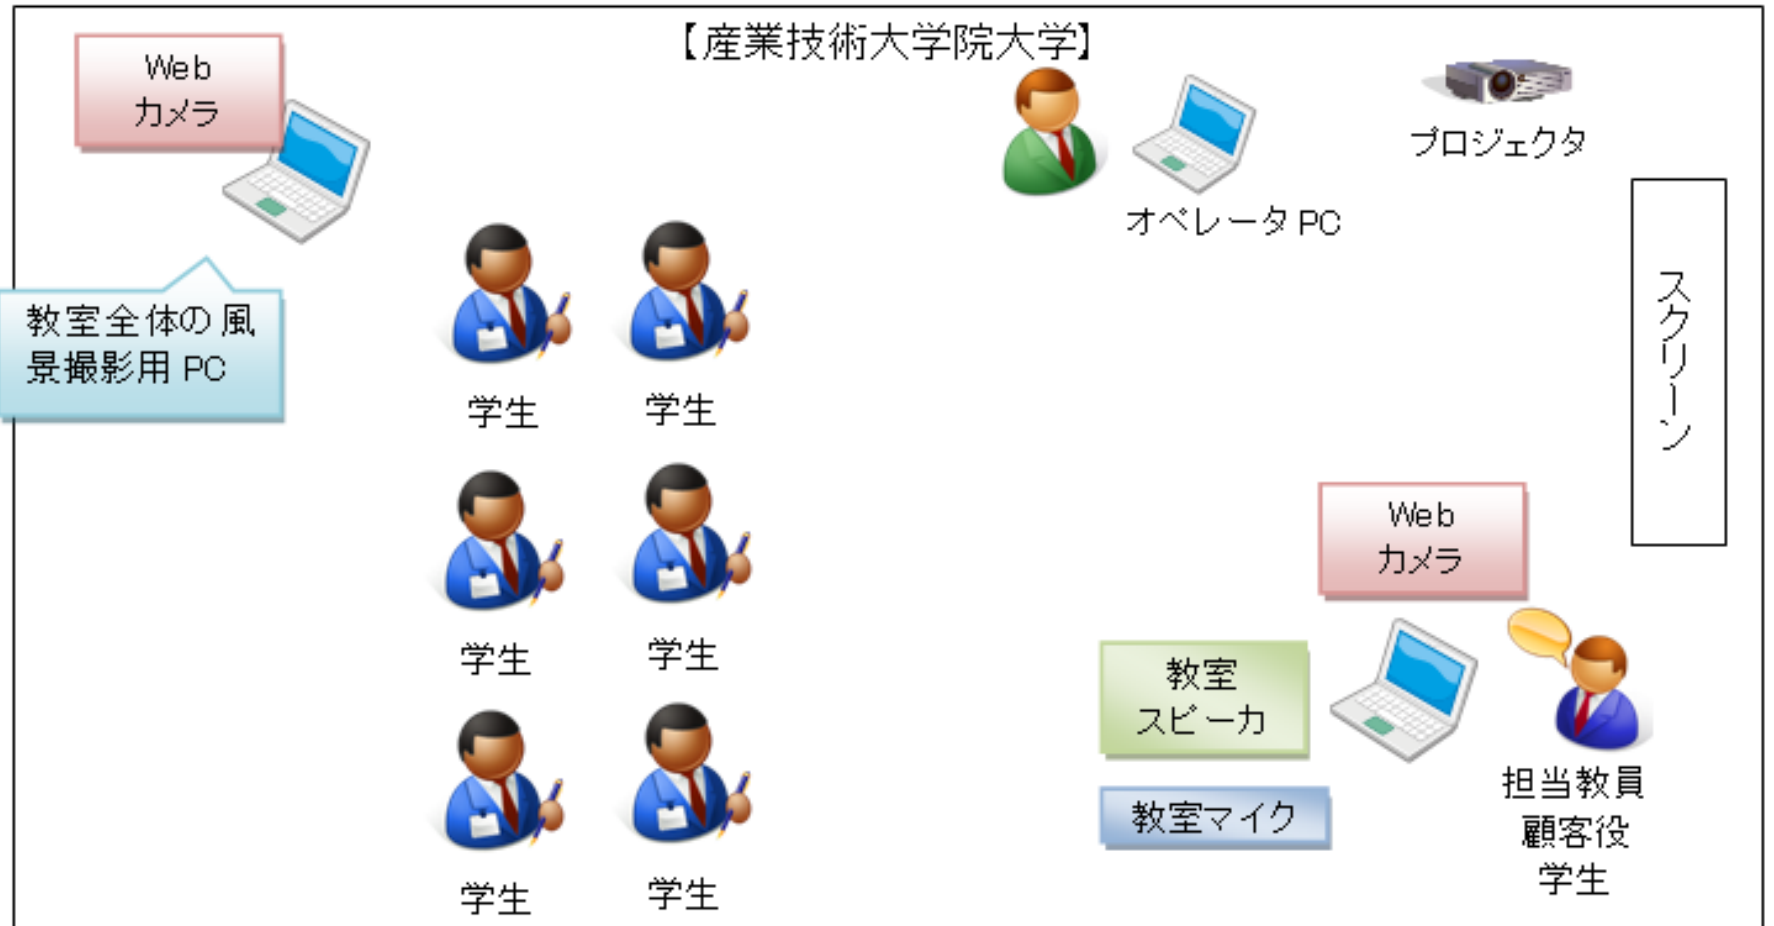 【産業技術大学院大学】
Web
カメラ
プロジェクタ
オペレータ PC
教室全体の風
景撮影用 PC
スクリーン
学生
学生
Web
カメラ
学生
学生
教室
スピーカ
教室マイク
担当教員
顧客役
学生
学生
学生